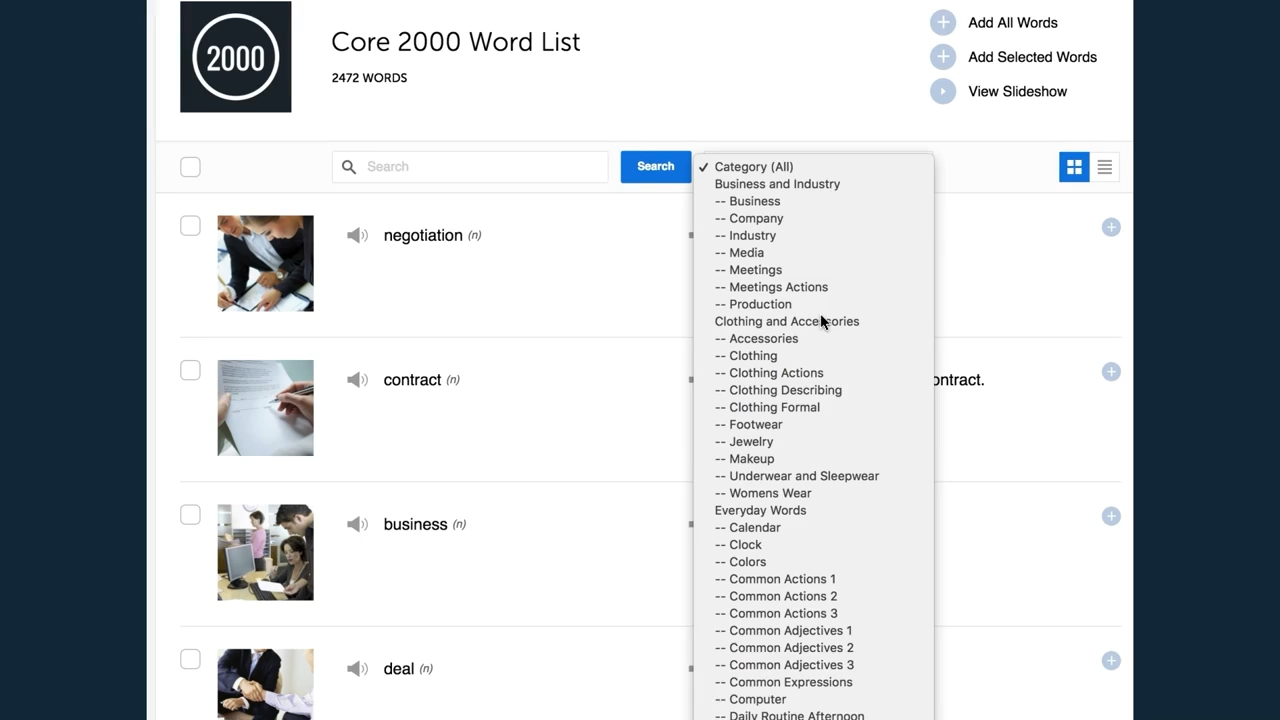 2000
Core 2000 Word List
2472 WORDS
Add All Words
Add Selected Words
View Slideshow
Search
Search
✓ Category (All)
Business and Industry
-- Business
-- Company
-- Industry
-- Media
-- Meetings
-- Meetings Actions
-- Production
Clothing and Accessories
-- Accessories
-- Clothing
-- Clothing Actions
-- Clothing Describing
-- Clothing Formal
-- Footwear
-- Jewelry
-- Makeup
-- Underwear and Sleepwear
-- Womens Wear
Everyday Words
-- Calendar
-- Clock
-- Colors
-- Common Actions 1
-- Common Actions 2
-- Common Actions 3
-- Common Adjectives 1
-- Common Adjectives 2
-- Common Adjectives 3
-- Common Expressions
-- Computer
-- Daily Routine Afternoon
negotiation (n)
contract (n)
ontract.
business (n)
deal (n)